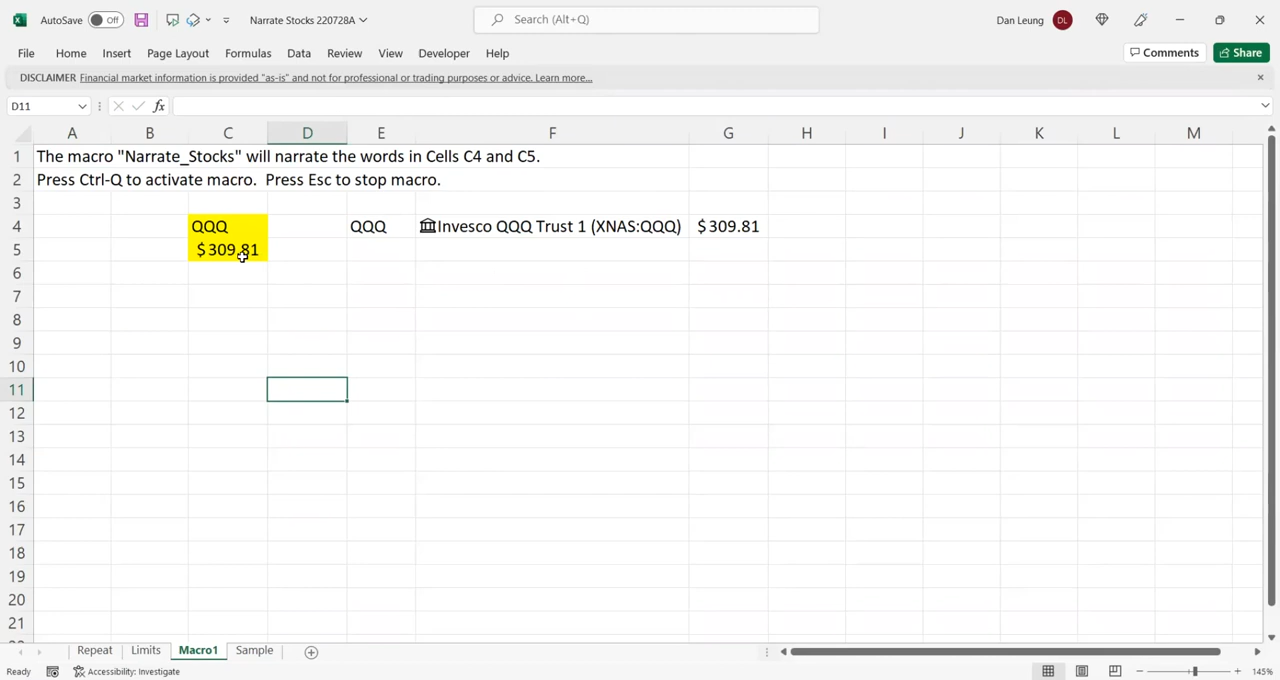 AutoSave Off Narrate Stocks 220728A Search (Alt+Q) Dan Leung DL
File Home Insert Page Layout Formulas Data Review View Developer Help Comments Share
DISCLAIMER Financial market information is provided "as-is" and not for professional or trading purposes or advice. Learn more...
D11 fx
A B C D E F G H I J K L M
1 The macro "Narrate_Stocks" will narrate the words in Cells C4 and C5.
2 Press Ctrl-Q to activate macro. Press Esc to stop macro.
3
4 QQQ QQQ Invesco QQQ Trust 1 (XNAS:QQQ) $309.81
5 $309.81
6
7
8
9
10
11
12
13
14
15
16
17
18
19
20
21
22
Repeat Limits Macro1 Sample
Ready Accessibility: Investigate 145%